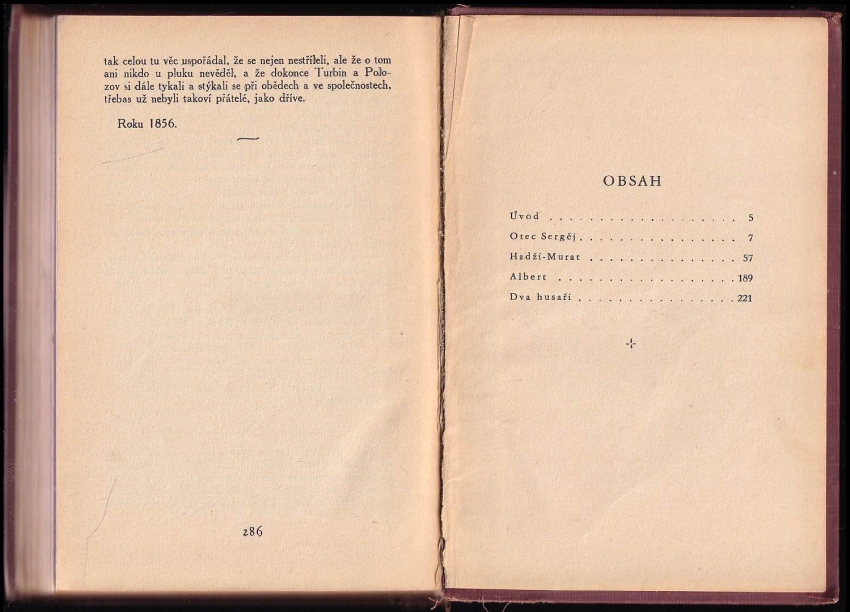 tak celou tu věc uspořádal, že se nejen nestříleli, ale že o tom
ani nikdo u pluku nevěděl, a že dokonce Turbin a Polo-
zov si dále tykali a stýkali se při obědech a ve společnostech,
třebas už nebyli takoví přátelé, jako dříve.
Roku 1856.
286
OBSAH
Úvod . . . . . . . . . . . . . . . . . . . 5
Otec Sergěj . . . . . . . . . . . . . . . . 7
Hadží-Murat . . . . . . . . . . . . . . . 57
Albert . . . . . . . . . . . . . . . . . . 189
Dva husaři . . . . . . . . . . . . . . . . 221